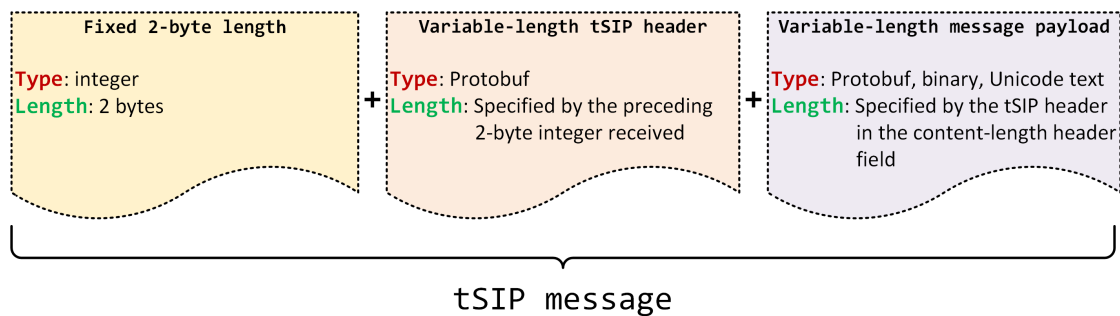 Fixed 2-byte length
Type: integer
Length: 2 bytes
+
Variable-length tSIP header
Type: Protobuf
Length: Specified by the preceding
2-byte integer received
+
Variable-length message payload
Type: Protobuf, binary, Unicode text
Length: Specified by the tSIP header
in the content-length header
field
tSIP message